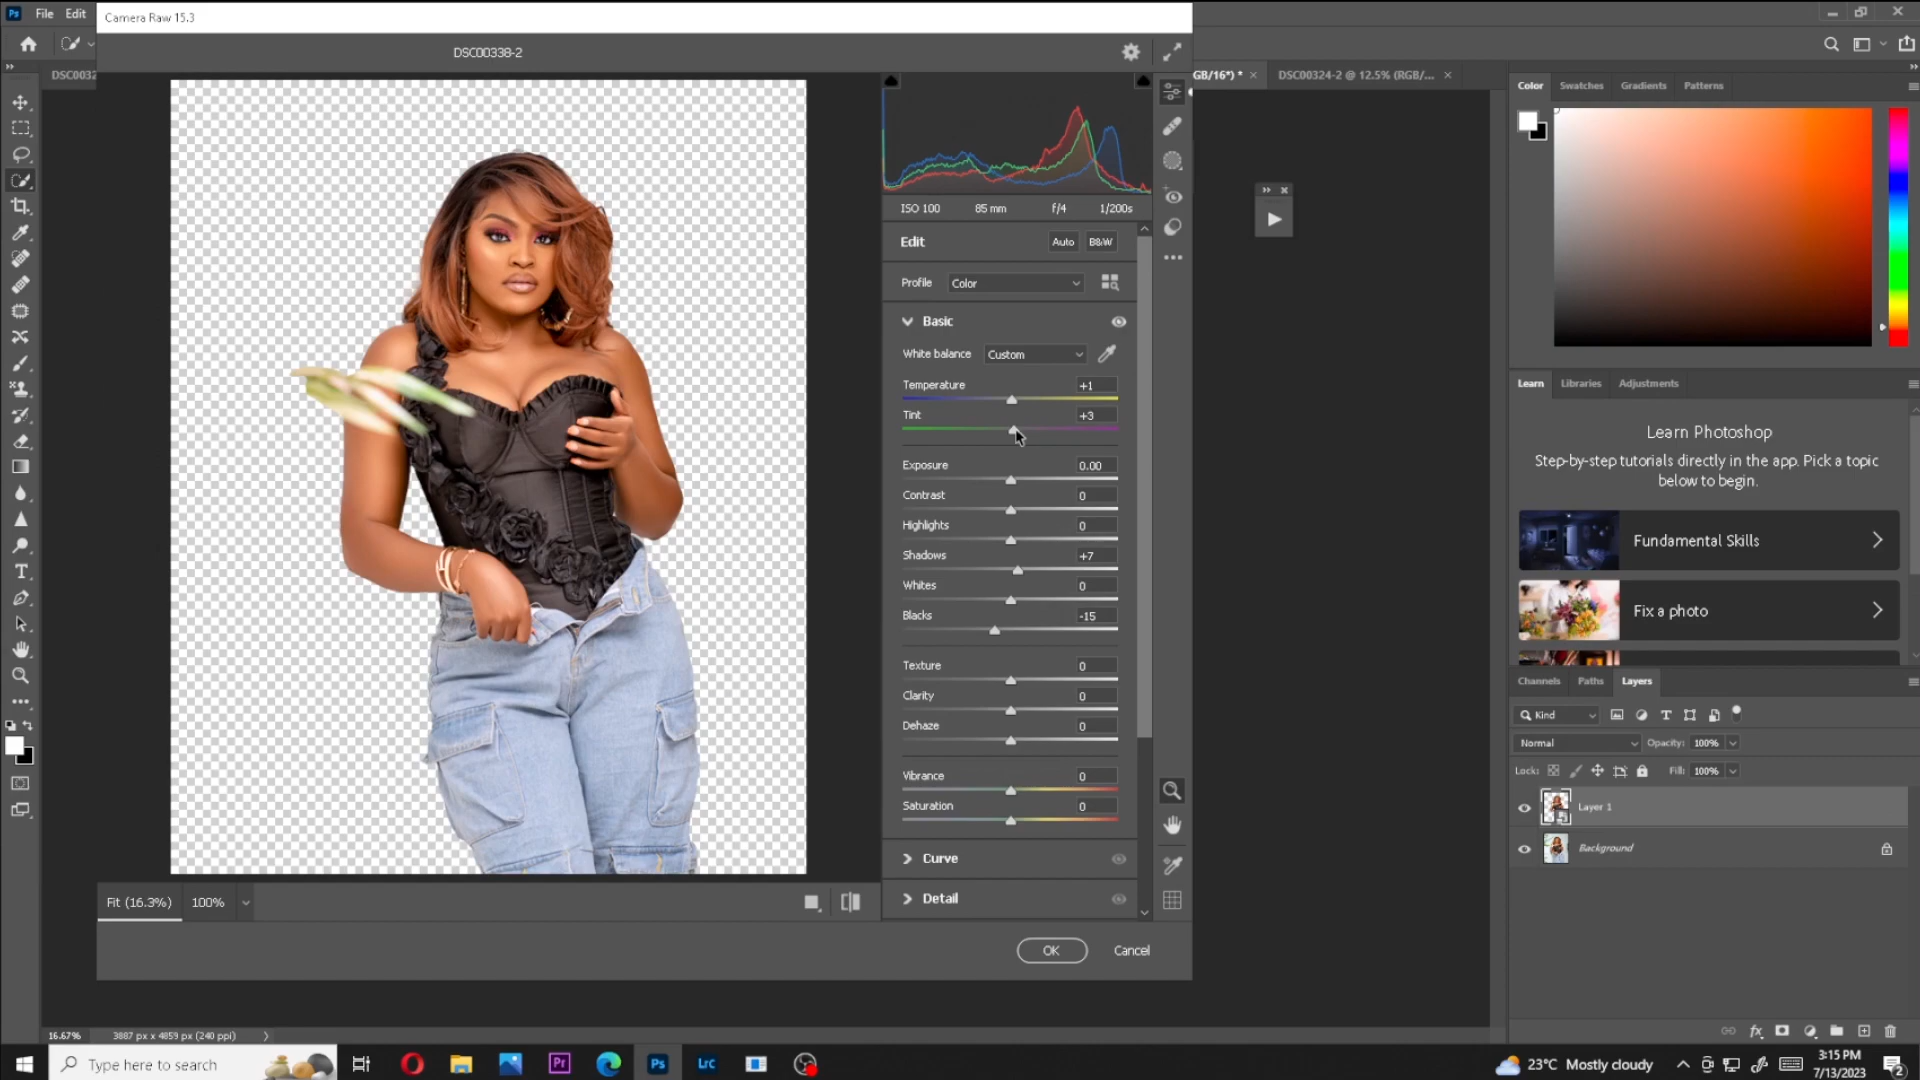 Ps File Edit
Camera Raw 15.3
DSC00338-2
DSC0032
GB/16*) * ×
DSC00324-2 @ 12.5% (RGB/... ×
ISO 100 85 mm f/4 1/200s
Edit Auto B&W
Profile Color
Basic
White balance Custom
Temperature +1
Tint +3
Exposure 0.00
Contrast 0
Highlights 0
Shadows +7
Whites 0
Blacks -15
Texture 0
Clarity 0
Dehaze 0
Vibrance 0
Saturation 0
Curve
Detail
Fit (16.3%) 100%
OK Cancel
Color Swatches Gradients Patterns
Learn Libraries Adjustments
Learn Photoshop
Step-by-step tutorials directly in the app. Pick a topic
below to begin.
Fundamental Skills
Fix a photo
Channels Paths Layers
Kind
Normal Opacity: 100%
Lock: Fill: 100%
Layer 1
Background
16.67% 3887 px x 4859 px (240 ppi)
Type here to search
Pr Ps LrC
23°C Mostly cloudy
3:15 PM
7/13/2023
2